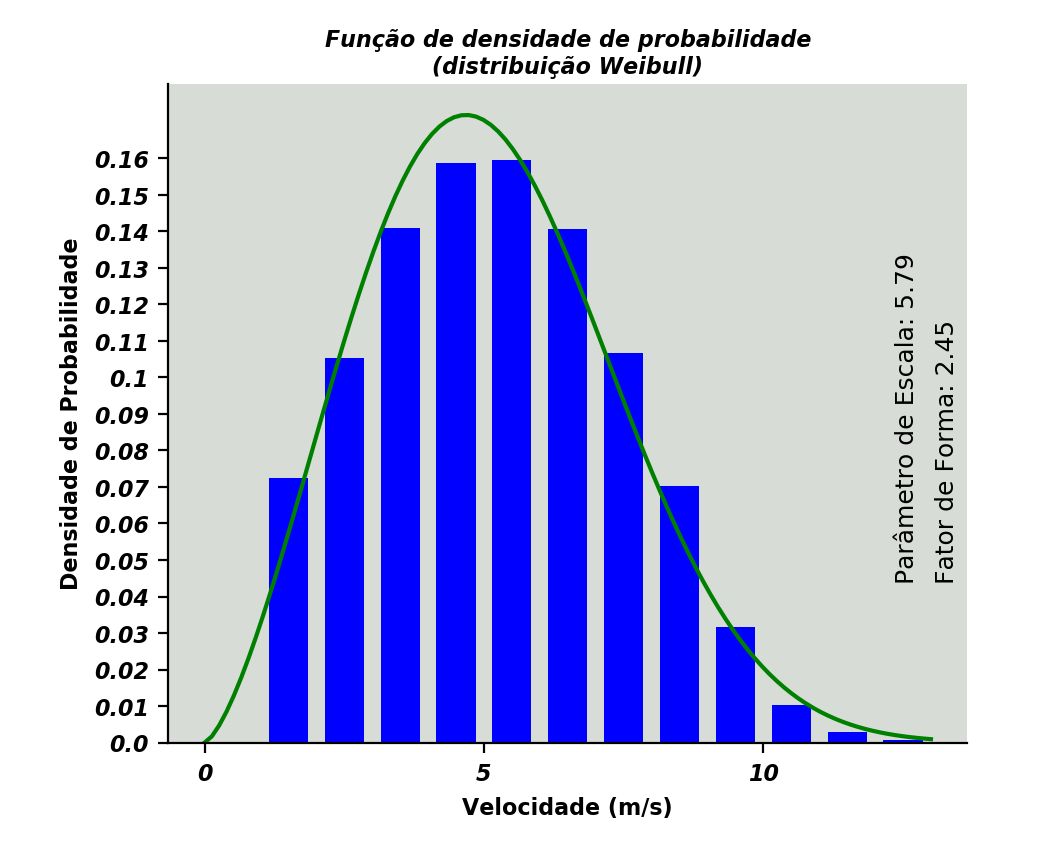 Função de densidade de probabilidade
(distribuição Weibull)
Densidade de Probabilidade
0.16
0.15
0.14
0.13
0.12
0.11
0.1
0.09
0.08
0.07
0.06
0.05
0.04
0.03
0.02
0.01
0.0
Parâmetro de Escala: 5.79
Fator de Forma: 2.45
0 5 10
Velocidade (m/s)